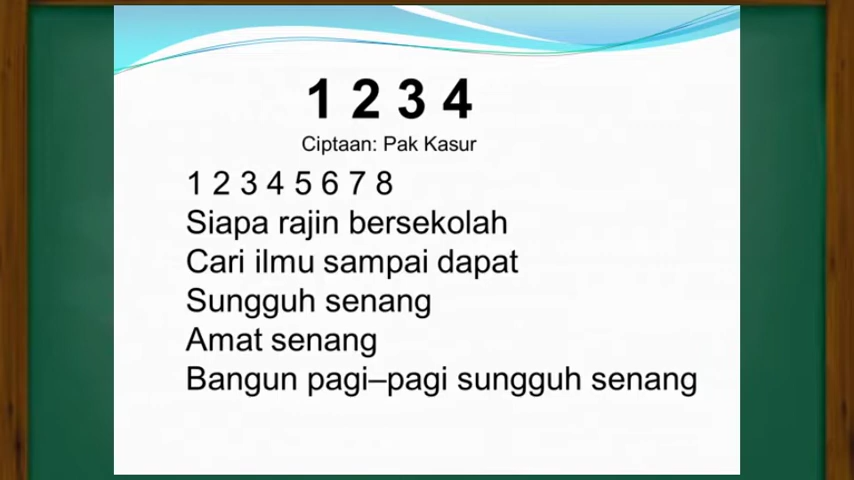 1 2 3 4
Ciptaan: Pak Kasur
1 2 3 4 5 6 7 8
Siapa rajin bersekolah
Cari ilmu sampai dapat
Sungguh senang
Amat senang
Bangun pagi–pagi sungguh senang